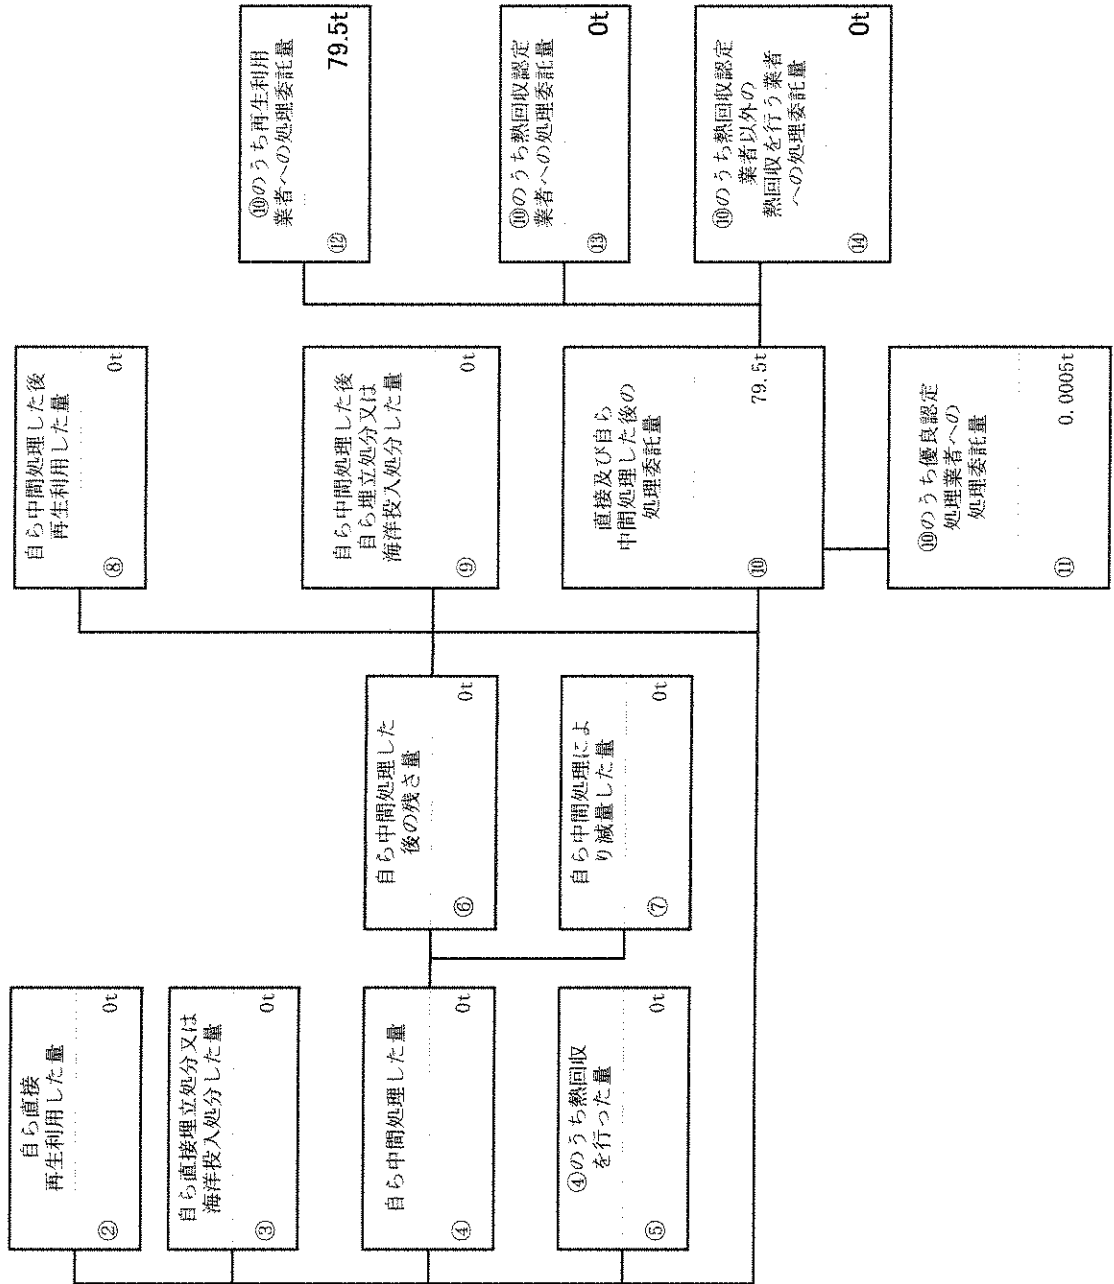 自ら直接
再生利用した量
② 0t
自ら直接埋立処分又は
海洋投入処分した量
③ 0t
自ら中間処理した量
④ 0t
④のうち熱回収
を行った量
⑤ 0t
自ら中間処理した
後の残さ量
⑥ 0t
自ら中間処理によ
り減量した量
⑦ 0t
自ら中間処理した後
再生利用した量
⑧ 0t
自ら中間処理した後
自ら埋立処分又は
海洋投入処分した量
⑨ 0t
直接及び自ら
中間処理した後の
処理委託量
⑩ 79.5t
⑩のうち優良認定
処理業者への
処理委託量
⑪ 0.0005t
⑩のうち再生利用
業者への処理委託量
⑫ 79.5t
⑩のうち熱回収認定
業者への処理委託量
⑬ 0t
⑩のうち熱回収認定
業者以外の
熱回収を行う業者
への処理委託量
⑭ 0t